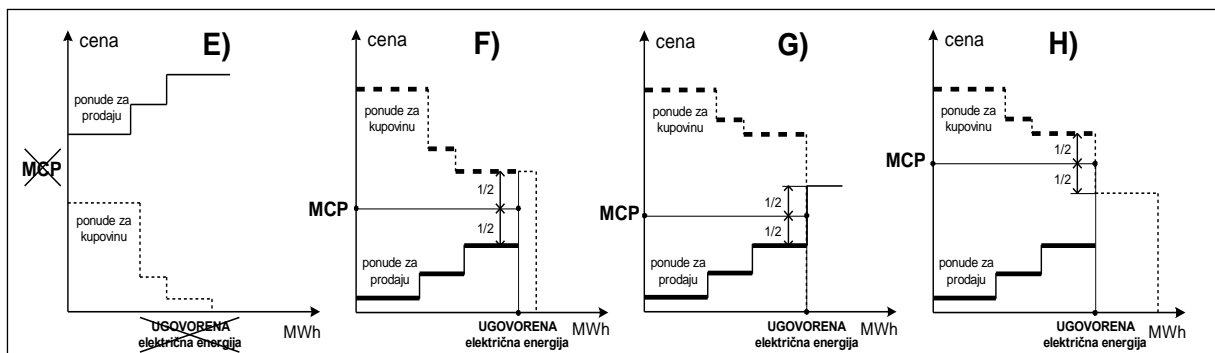 E)
cena
ponude za
prodaju
MCP
ponude za
kupovinu
UGOVORENA
električna energija
MWh
F)
cena
ponude za
kupovinu
1/2
MCP
1/2
ponude za
prodaju
UGOVORENA
električna energija
MWh
G)
cena
ponude za
kupovinu
1/2
MCP
1/2
ponude za
prodaju
UGOVORENA
električna energija
MWh
H)
cena
ponude za
kupovinu
1/2
MCP
1/2
ponude za
prodaju
UGOVORENA
električna energija
MWh